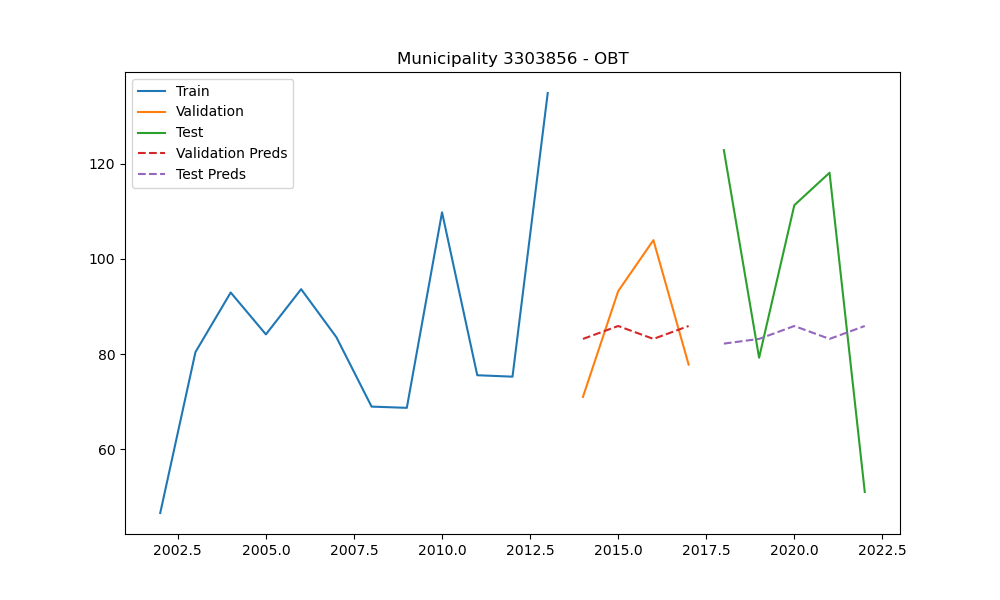 Municipality 3303856 - OBT
Train
Validation
Test
Validation Preds
Test Preds
120
100
80
60
2002.5 2005.0 2007.5 2010.0 2012.5 2015.0 2017.5 2020.0 2022.5